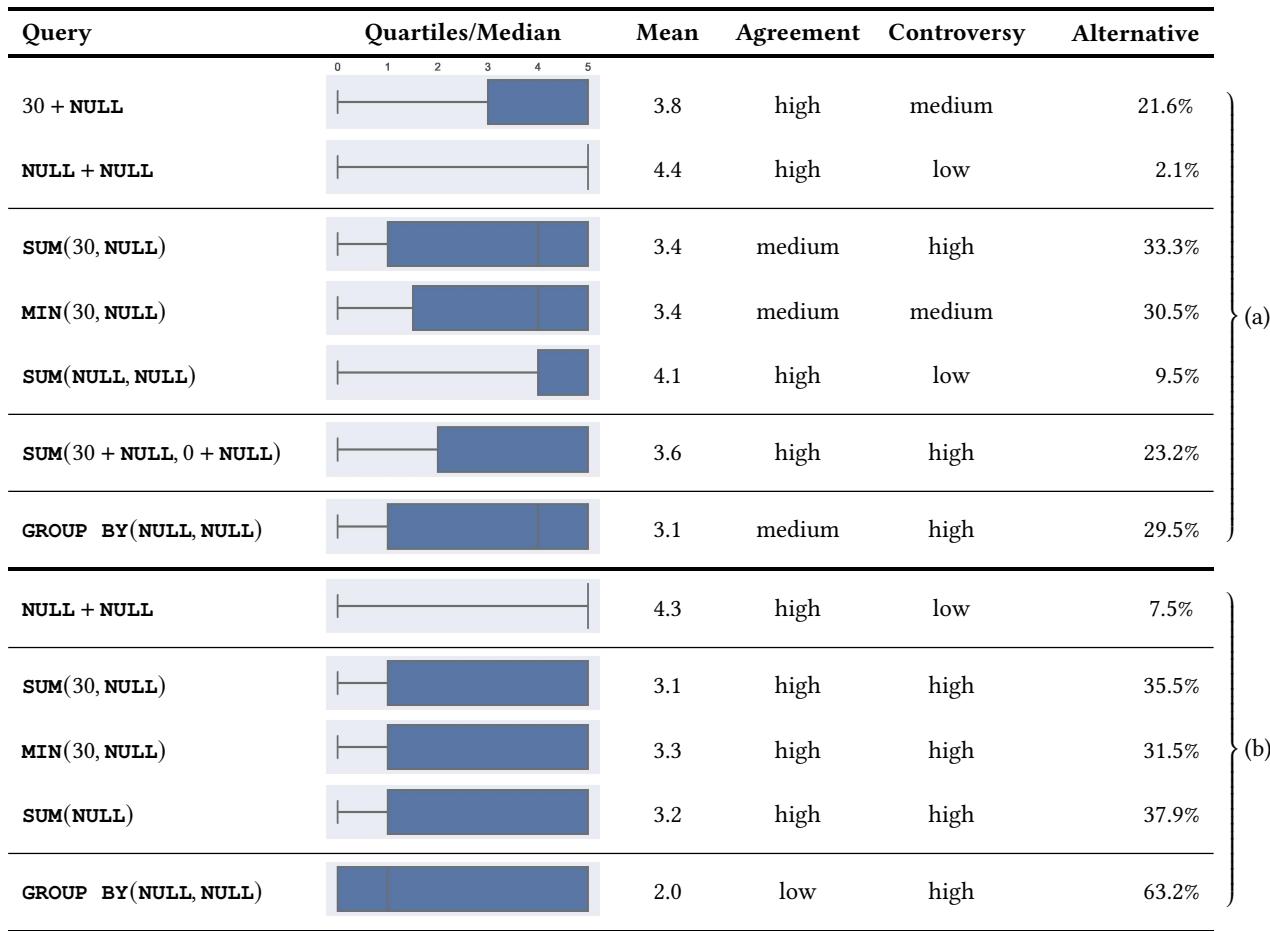 Query Quartiles/Median Mean Agreement Controversy Alternative
0 1 2 3 4 5
30 + NULL 3.8 high medium 21.6%
NULL + NULL 4.4 high low 2.1%
SUM(30, NULL) 3.4 medium high 33.3%
MIN(30, NULL) 3.4 medium medium 30.5%
(a)
SUM(NULL, NULL) 4.1 high low 9.5%
SUM(30 + NULL, 0 + NULL) 3.6 high high 23.2%
GROUP BY(NULL, NULL) 3.1 medium high 29.5%
NULL + NULL 4.3 high low 7.5%
SUM(30, NULL) 3.1 high high 35.5%
MIN(30, NULL) 3.3 high high 31.5%
(b)
SUM(NULL) 3.2 high high 37.9%
GROUP BY(NULL, NULL) 2.0 low high 63.2%